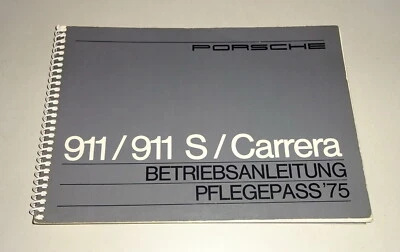 PORSCHE
911/911 S/Carrera
BETRIEBSANLEITUNG
PFLEGEPASS'75